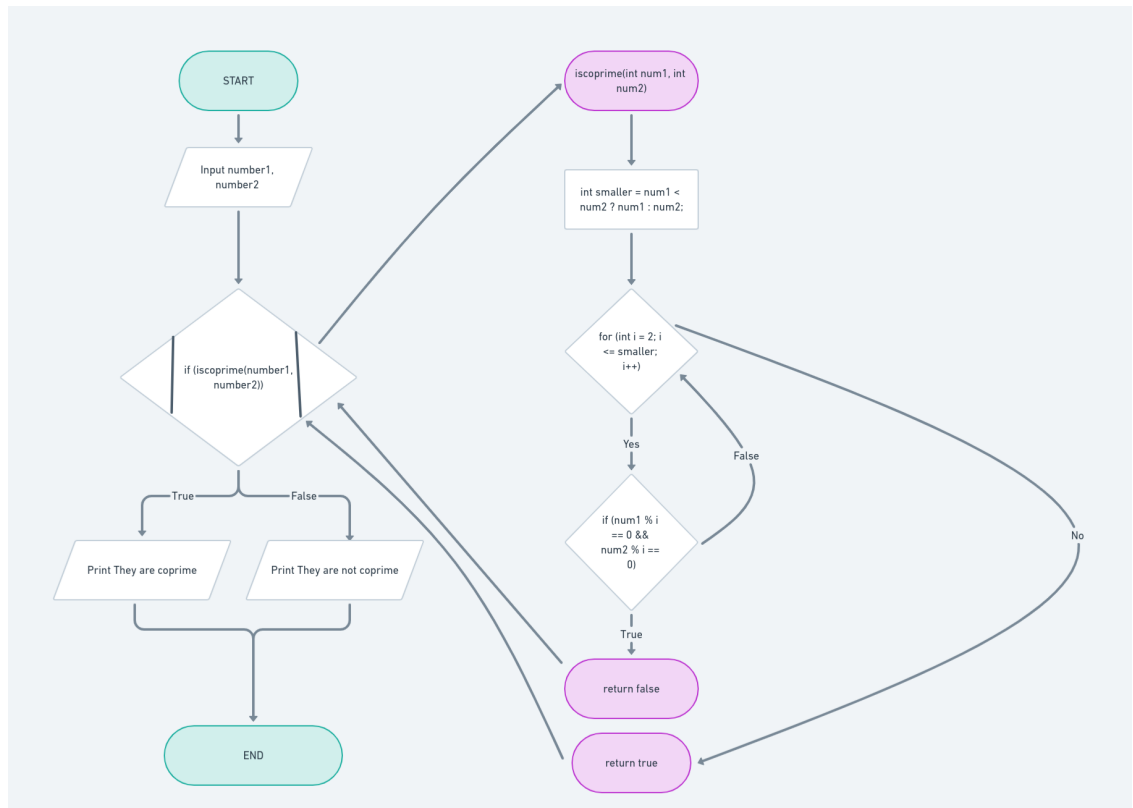 START
Input number1,
number2
if (iscoprime(number1,
number2))
True
False
Print They are coprime
Print They are not coprime
END
iscoprime(int num1, int
num2)
int smaller = num1 <
num2 ? num1 : num2;
for (int i = 2; i
<= smaller;
i++)
Yes
False
No
if (num1 % i
== 0 &&
num2 % i ==
0)
True
return false
return true